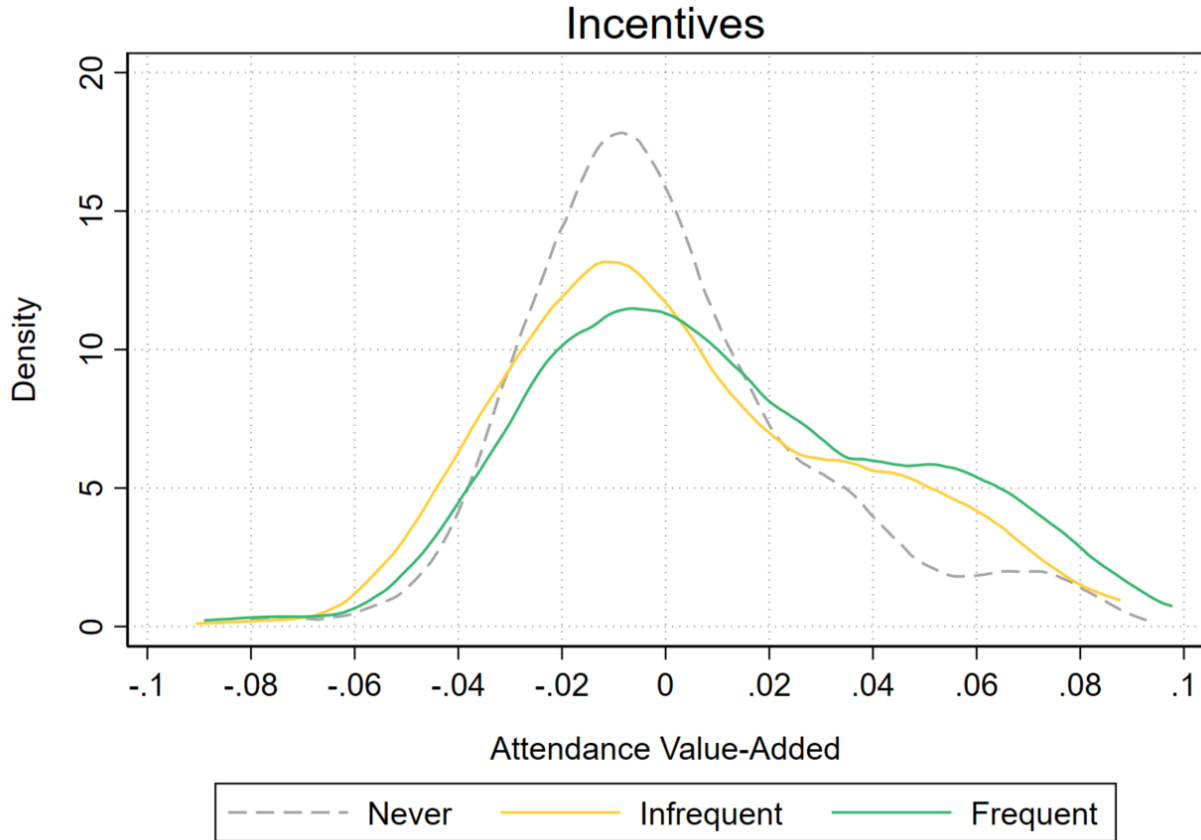 Incentives
20
15
10
5
0
Density
-.1 -.08 -.06 -.04 -.02 0 .02 .04 .06 .08 .1
Attendance Value-Added
Never Infrequent Frequent